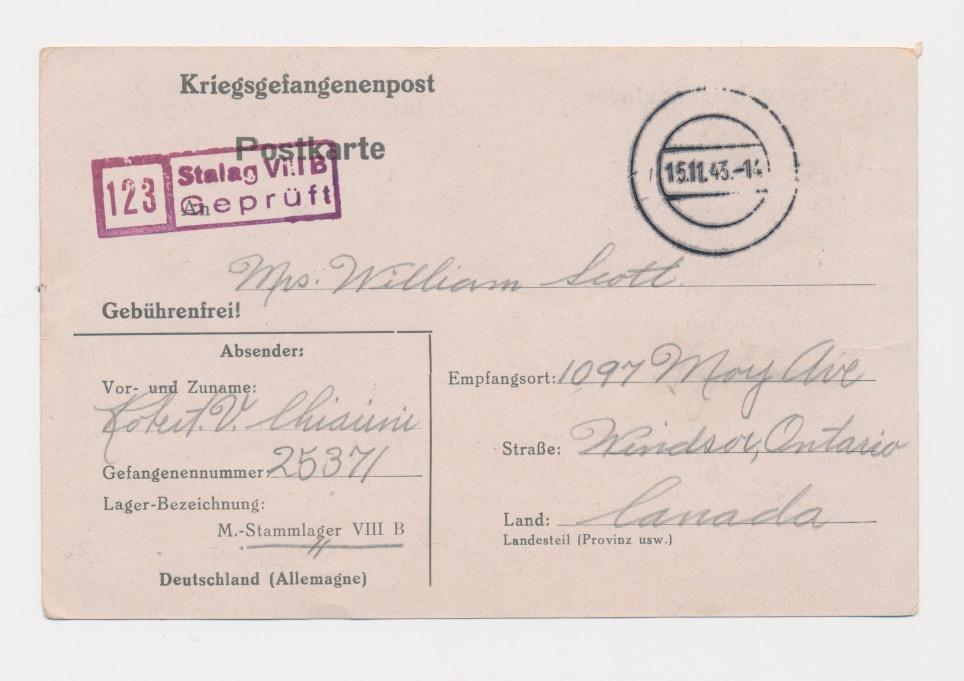 Kriegsgefangenenpost
Postkarte
123 Stalag VIII B
Geprüft
An
15.11.43.-14
Mrs. William Scott.
Gebührenfrei!
Absender:
Vor- und Zuname:
Robert. V. Chiarini
Gefangenennummer: 25371
Lager-Bezeichnung:
M.-Stammlager VIII B
Deutschland (Allemagne)
Empfangsort: 1097 Moy Ave
Straße: Windsor, Ontario
Land: Canada
Landesteil (Provinz usw.)